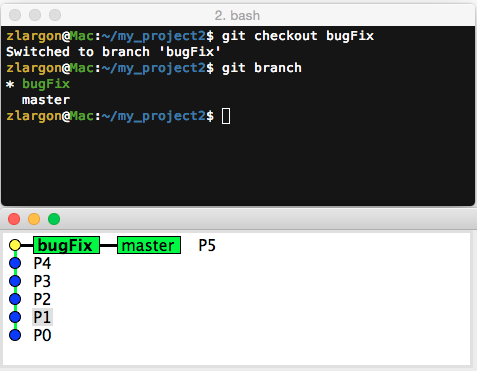 2. bash
zlargon@Mac:~/my_project2$ git checkout bugFix
Switched to branch 'bugFix'
zlargon@Mac:~/my_project2$ git branch
* bugFix
  master
zlargon@Mac:~/my_project2$
bugFix master P5
P4
P3
P2
P1
P0